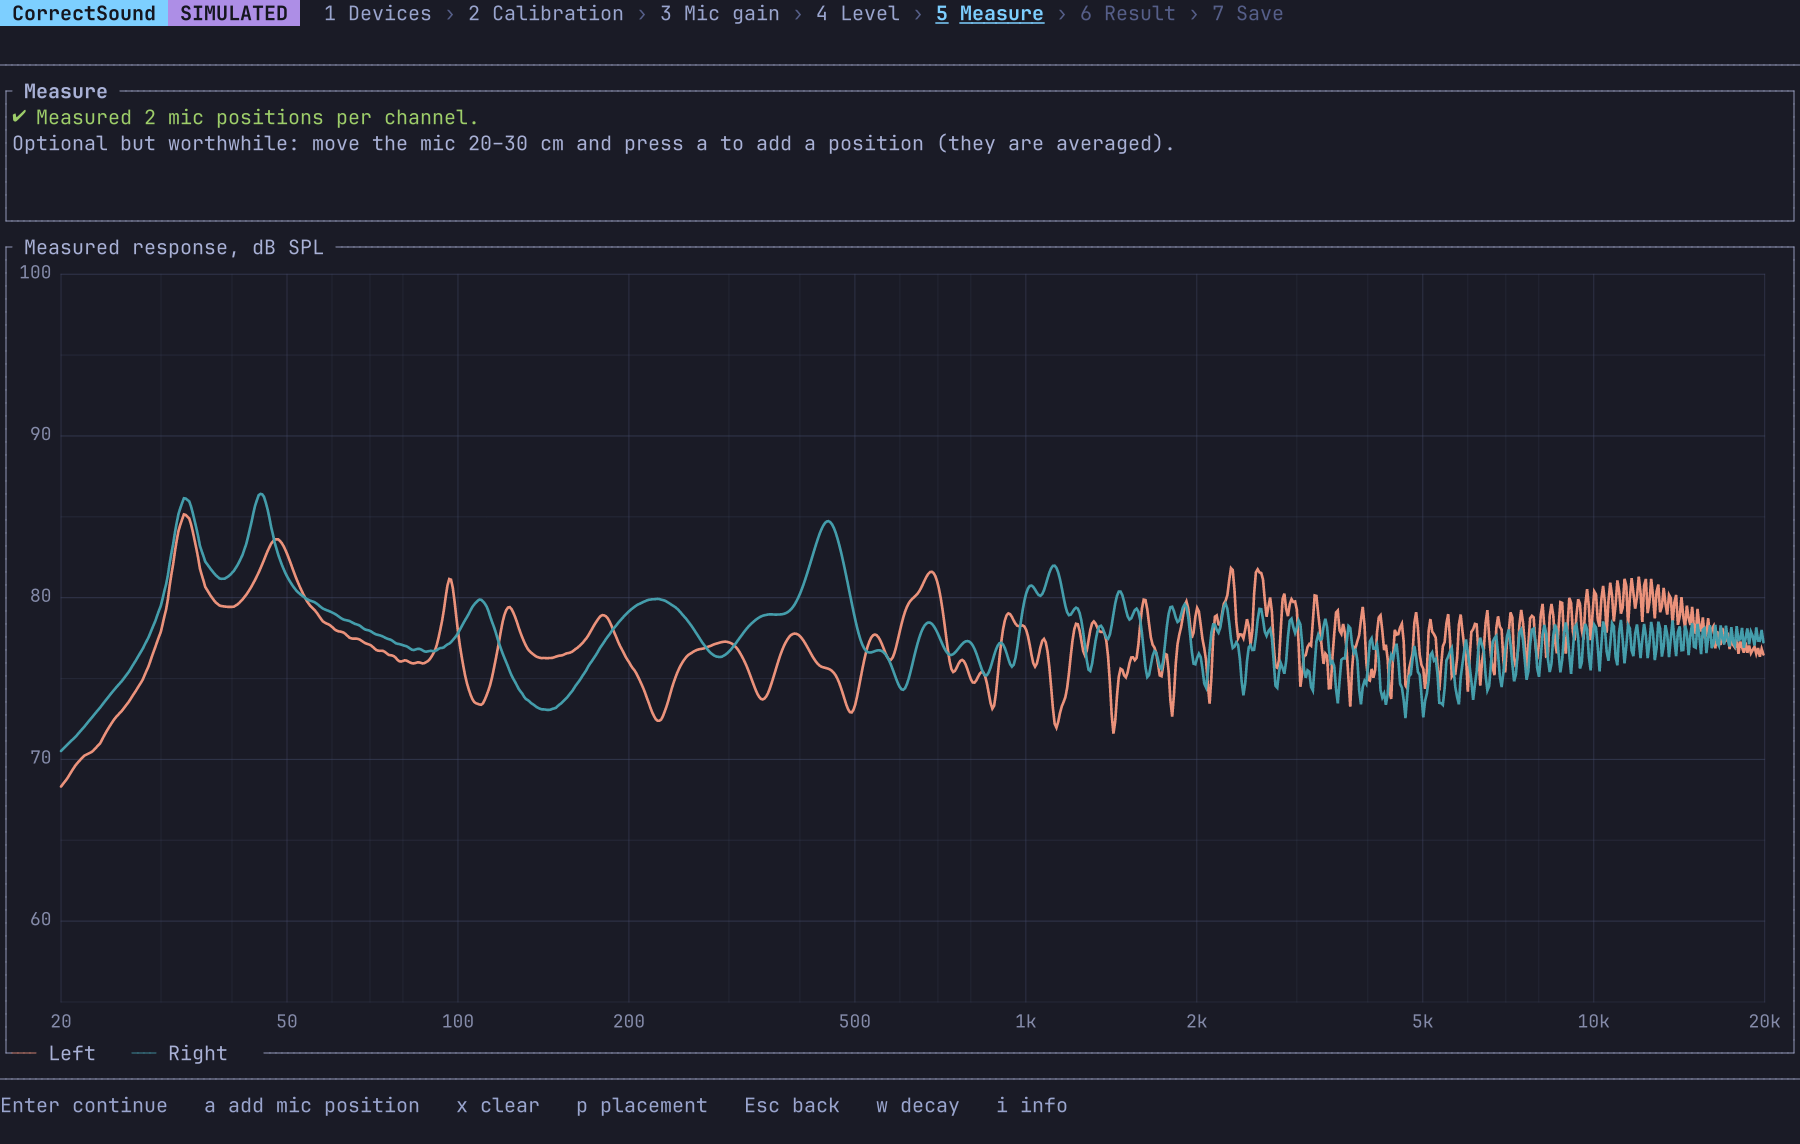 CorrectSound SIMULATED 1 Devices › 2 Calibration › 3 Mic gain › 4 Level › 5 Measure › 6 Result › 7 Save
Measure
✔ Measured 2 mic positions per channel.
Optional but worthwhile: move the mic 20–30 cm and press a to add a position (they are averaged).
Measured response, dB SPL
100
90
80
70
60
20 50 100 200 500 1k 2k 5k 10k 20k
Left Right
Enter continue a add mic position x clear p placement Esc back w decay i info